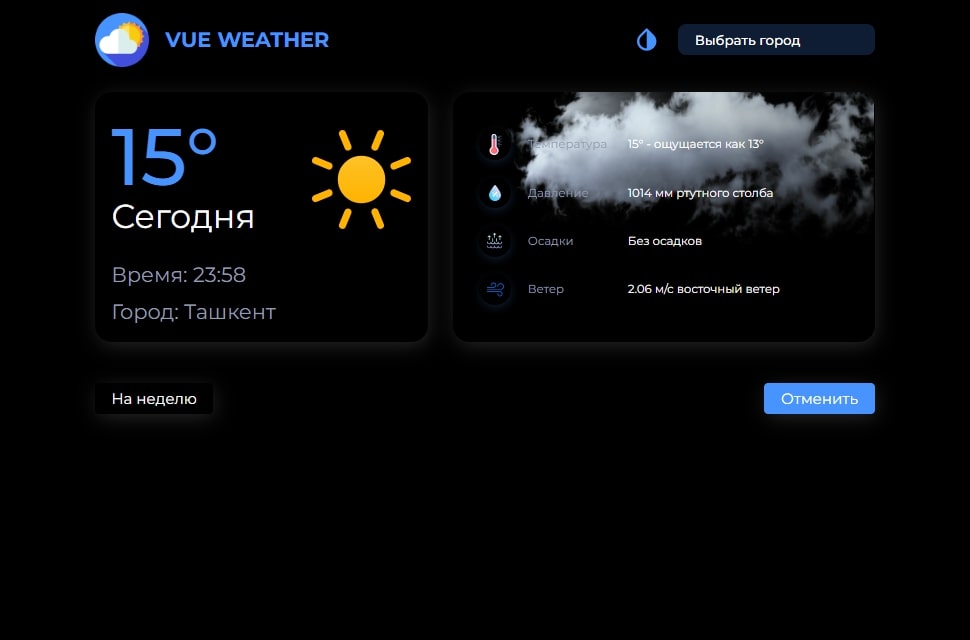 VUE WEATHER
Выбрать город
15°
Сегодня
Время: 23:58
Город: Ташкент
Температура 15° - ощущается как 13°
Давление 1014 мм ртутного столба
Осадки Без осадков
Ветер 2.06 м/с восточный ветер
На неделю
Отменить